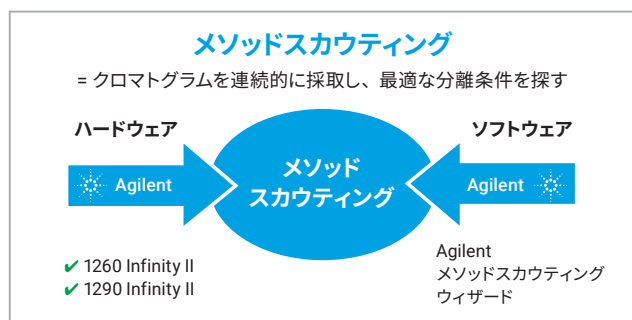 メソッドスカウティング
= クロマトグラムを連続的に採取し、最適な分離条件を探す
ハードウェア
ソフトウェア
Agilent
メソッド
スカウティング
Agilent
✔ 1260 Infinity II
✔ 1290 Infinity II
Agilent
メソッドスカウティング
ウィザード